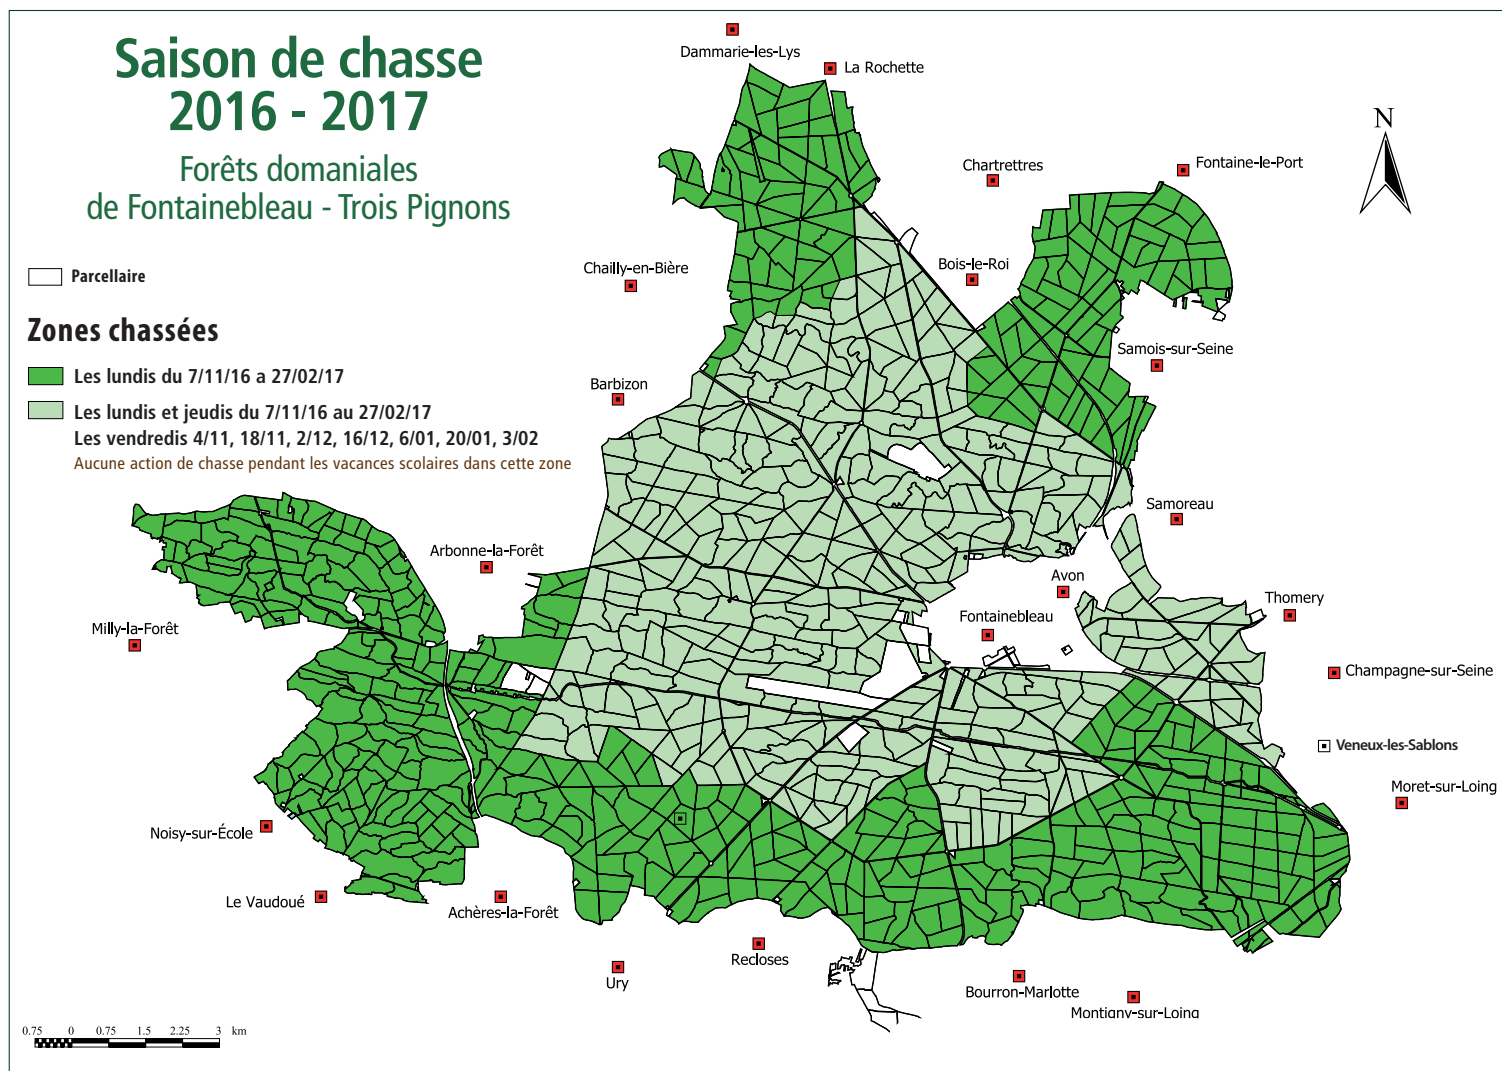 Saison de chasse
2016 - 2017
Forêts domaniales
de Fontainebleau - Trois Pignons
Parcellaire
Zones chassées
Les lundis du 7/11/16 a 27/02/17
Les lundis et jeudis du 7/11/16 au 27/02/17
Les vendredis 4/11, 18/11, 2/12, 16/12, 6/01, 20/01, 3/02
Aucune action de chasse pendant les vacances scolaires dans cette zone
Dammarie-les-Lys
La Rochette
N
Chartrettres
Fontaine-le-Port
Chailly-en-Bière
Bois-le-Roi
Samois-sur-Seine
Barbizon
Samoreau
Arbonne-la-Forêt
Avon
Thomery
Fontainebleau
Milly-la-Forêt
Champagne-sur-Seine
Veneux-les-Sablons
Moret-sur-Loing
Noisy-sur-École
Le Vaudoué
Achères-la-Forêt
Recloses
Ury
Bourron-Marlotte
Montigny-sur-Loing
0.75 0 0.75 1.5 2.25 3 km